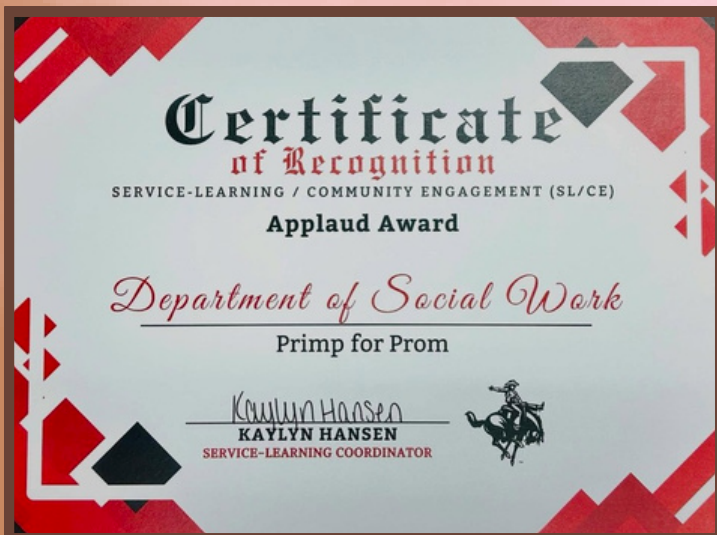 Certificate
of Recognition
SERVICE-LEARNING / COMMUNITY ENGAGEMENT (SL/CE)
Applaud Award
Department of Social Work
Primp for Prom
Kaylyn Hansen
KAYLYN HANSEN
SERVICE-LEARNING COORDINATOR